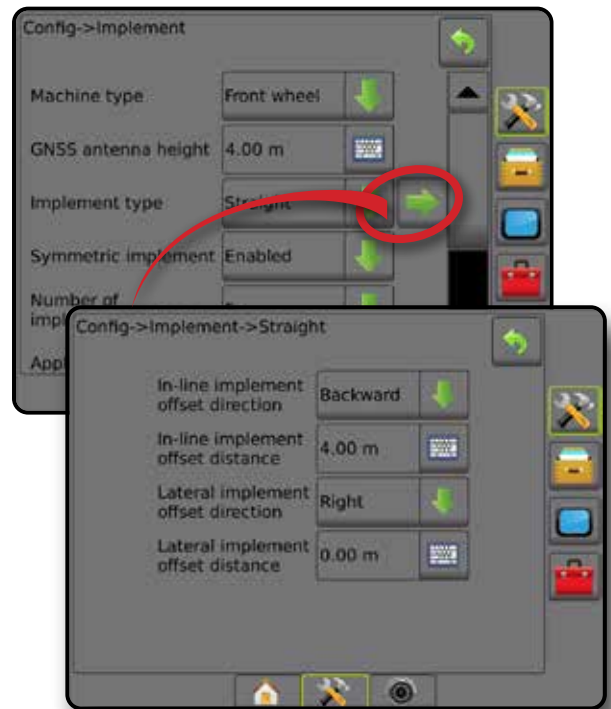 Config->Implement
Machine type
Front wheel
GNSS antenna height
4.00 m
Implement type
Straight
Symmetric implement
Enabled
Number of
Config->Implement->Straight
In-line implement
offset direction
Backward
In-line implement
offset distance
4.00 m
Lateral implement
offset direction
Right
Lateral implement
offset distance
0.00 m